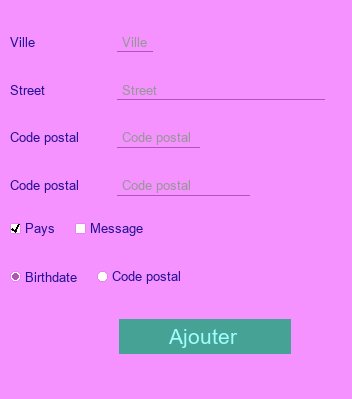 Ville Ville
Street Street
Code postal Code postal
Code postal Code postal
Pays Message
Birthdate Code postal
Ajouter